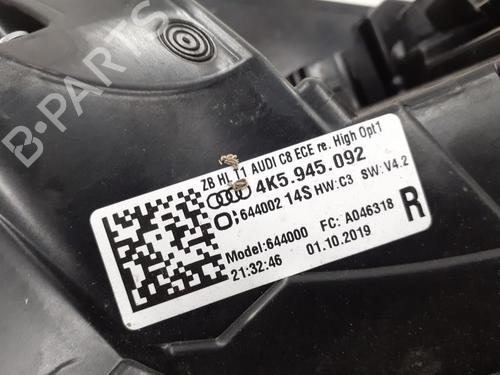 B-PARTS
ZB HL T1 AUDI C8 ECE re. High Opt1
4K5.945.092
O:644002 14S HW:C3 SW:V4.2
Model:644000 FC: A046318 R
21:32:46 01.10.2019